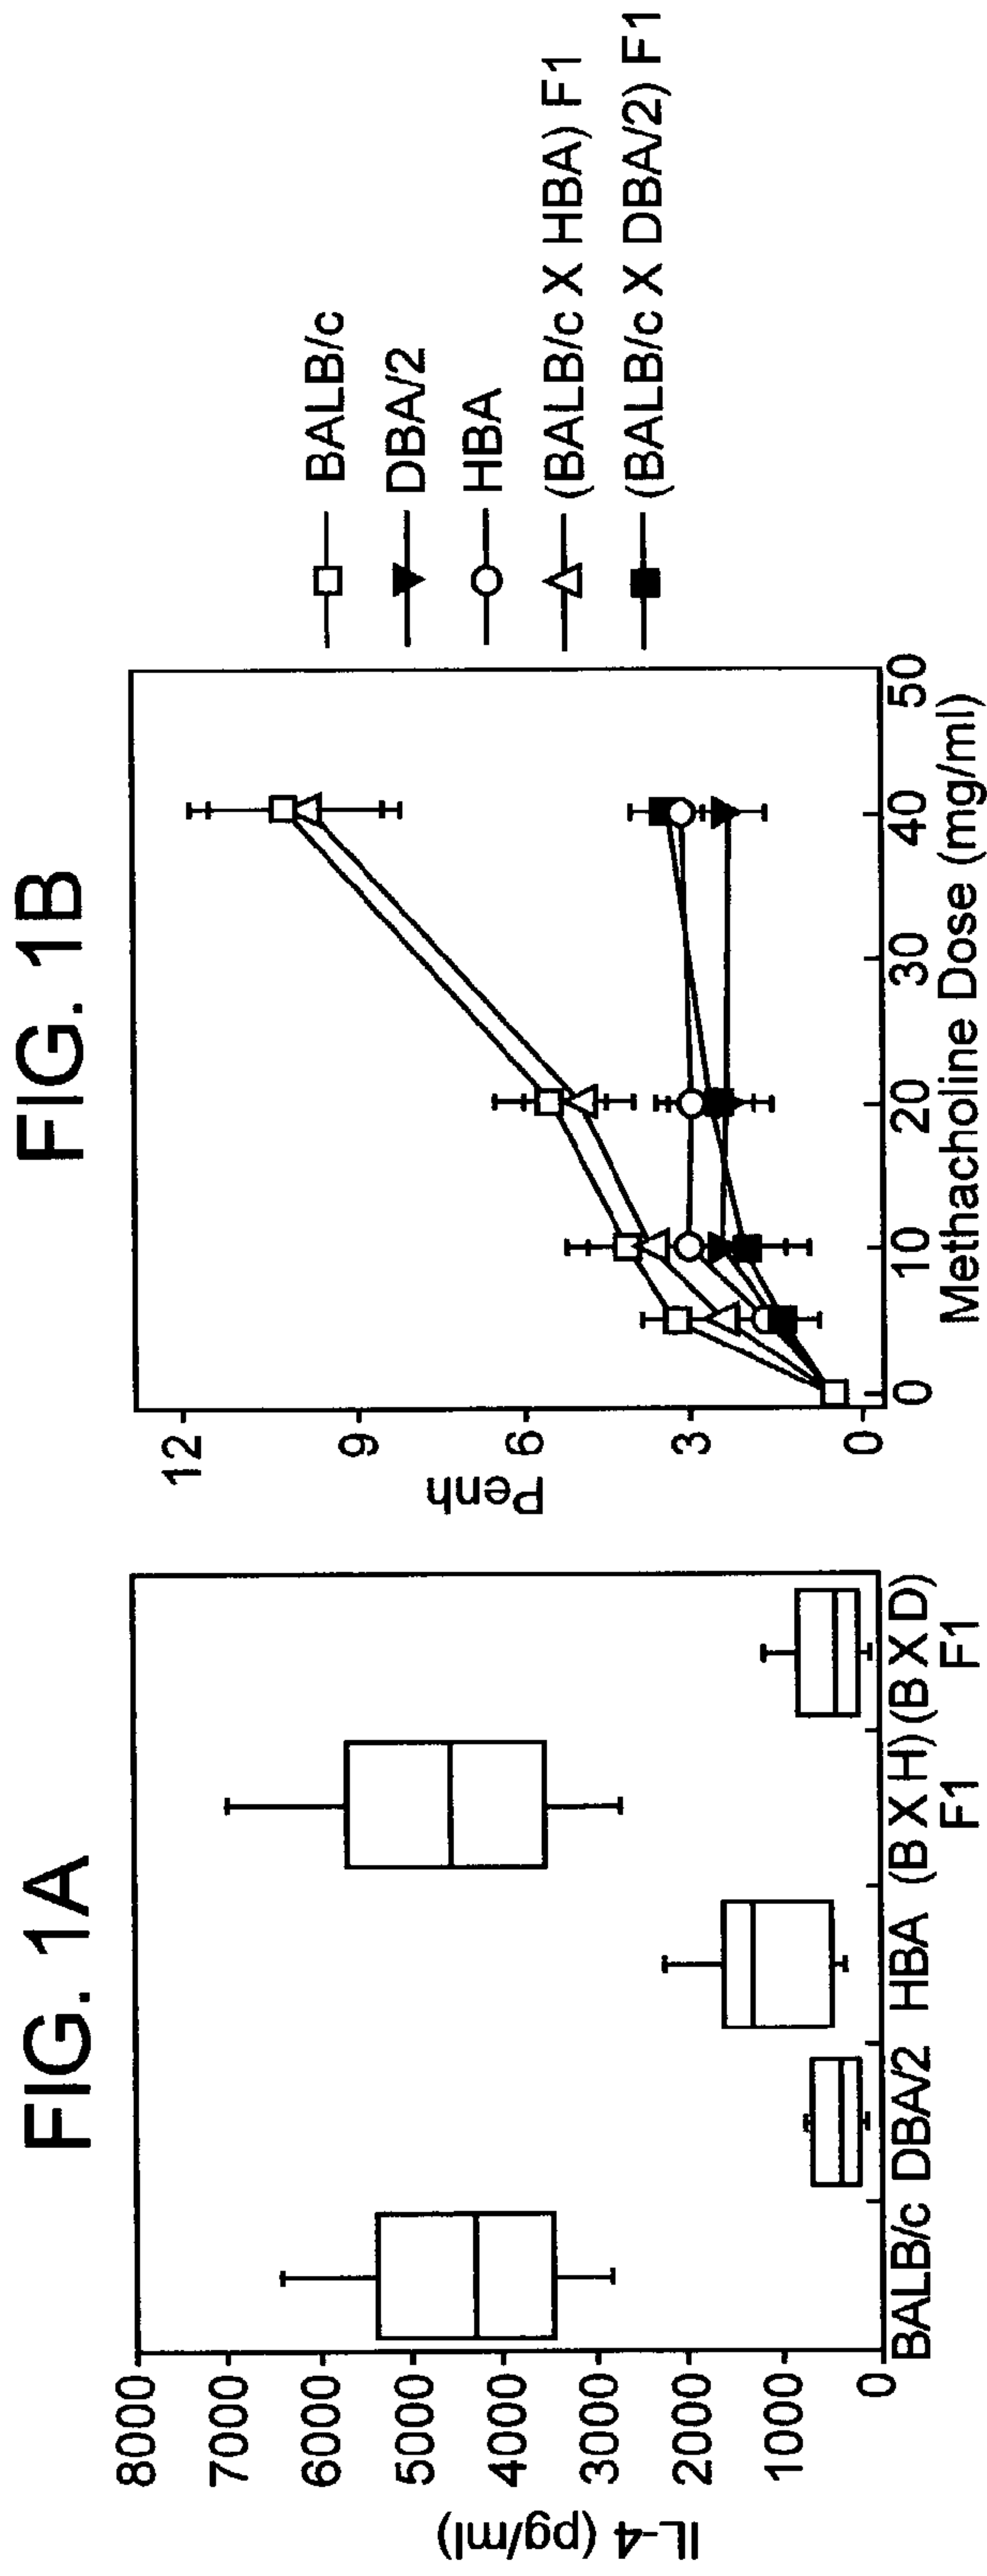 FIG. 1A
IL-4 (pg/ml)
8000
7000
6000
5000
4000
3000
2000
1000
0
BALB/c DBA/2 HBA (B X H) (B X D)
F1 F1
FIG. 1B
Penh
12
9
6
3
0
0 10 20 30 40 50
Methacholine Dose (mg/ml)
BALB/c
DBA/2
HBA
(BALB/c X HBA) F1
(BALB/c X DBA/2) F1